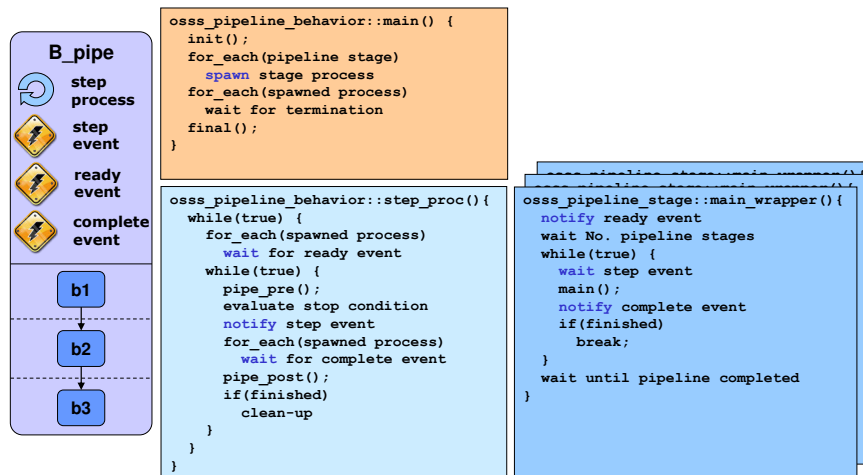 B_pipe
step
process
step
event
ready
event
complete
event
b1
b2
b3
osss_pipeline_behavior::main() {
init();
for_each(pipeline stage)
spawn stage process
for_each(spawned process)
wait for termination
final();
}
osss_pipeline_behavior::step_proc(){
while(true) {
for_each(spawned process)
wait for ready event
while(true) {
pipe_pre();
evaluate stop condition
notify step event
for_each(spawned process)
wait for complete event
pipe_post();
if(finished)
clean-up
}
}
}
osss_pipeline_stage::main_wrapper(){
notify ready event
wait No. pipeline stages
while(true) {
wait step event
main();
notify complete event
if(finished)
break;
}
wait until pipeline completed
}